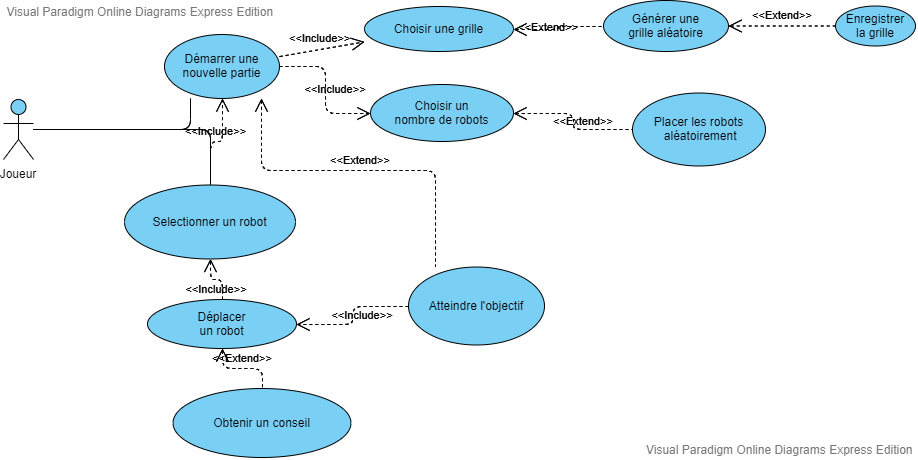 Visual Paradigm Online Diagrams Express Edition
Choisir une grille
<<Include>>
<<Extend>>
Générer une
grille aléatoire
<<Extend>>
Enregistrer
la grille
Démarrer une
nouvelle partie
<<Include>>
Choisir un
nombre de robots
<<Extend>>
Placer les robots
aléatoirement
<<Include>>
Joueur
<<Extend>>
Selectionner un robot
<<Include>>
Déplacer
un robot
<<Include>>
Atteindre l'objectif
<<Extend>>
Obtenir un conseil
Visual Paradigm Online Diagrams Express Edition